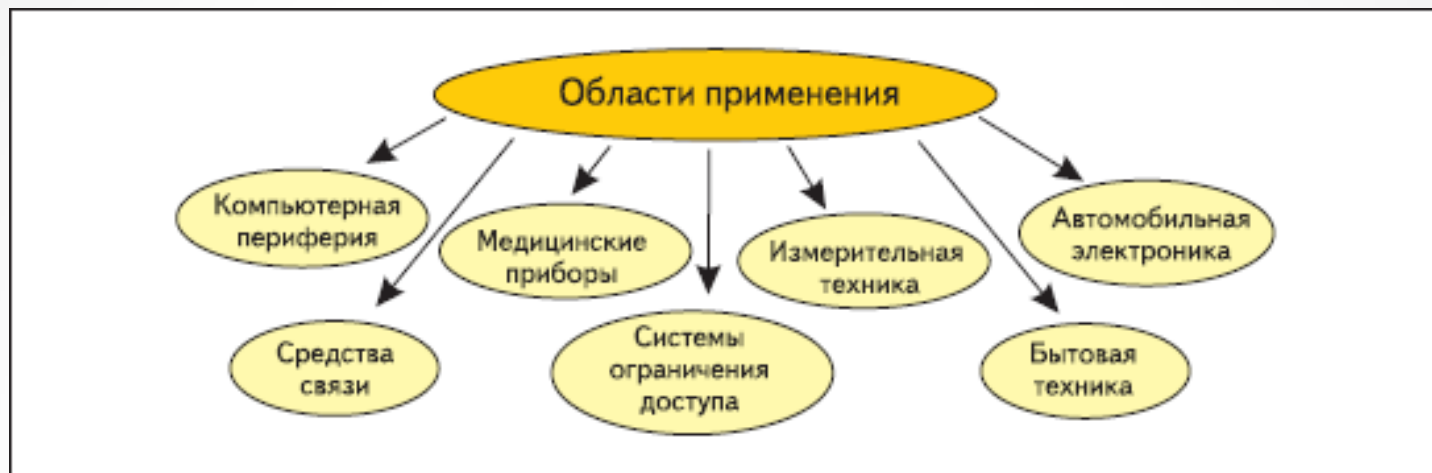 Области применения
Компьютерная
периферия
Медицинские
приборы
Измерительная
техника
Автомобильная
электроника
Средства
связи
Системы
ограничения
доступа
Бытовая
техника